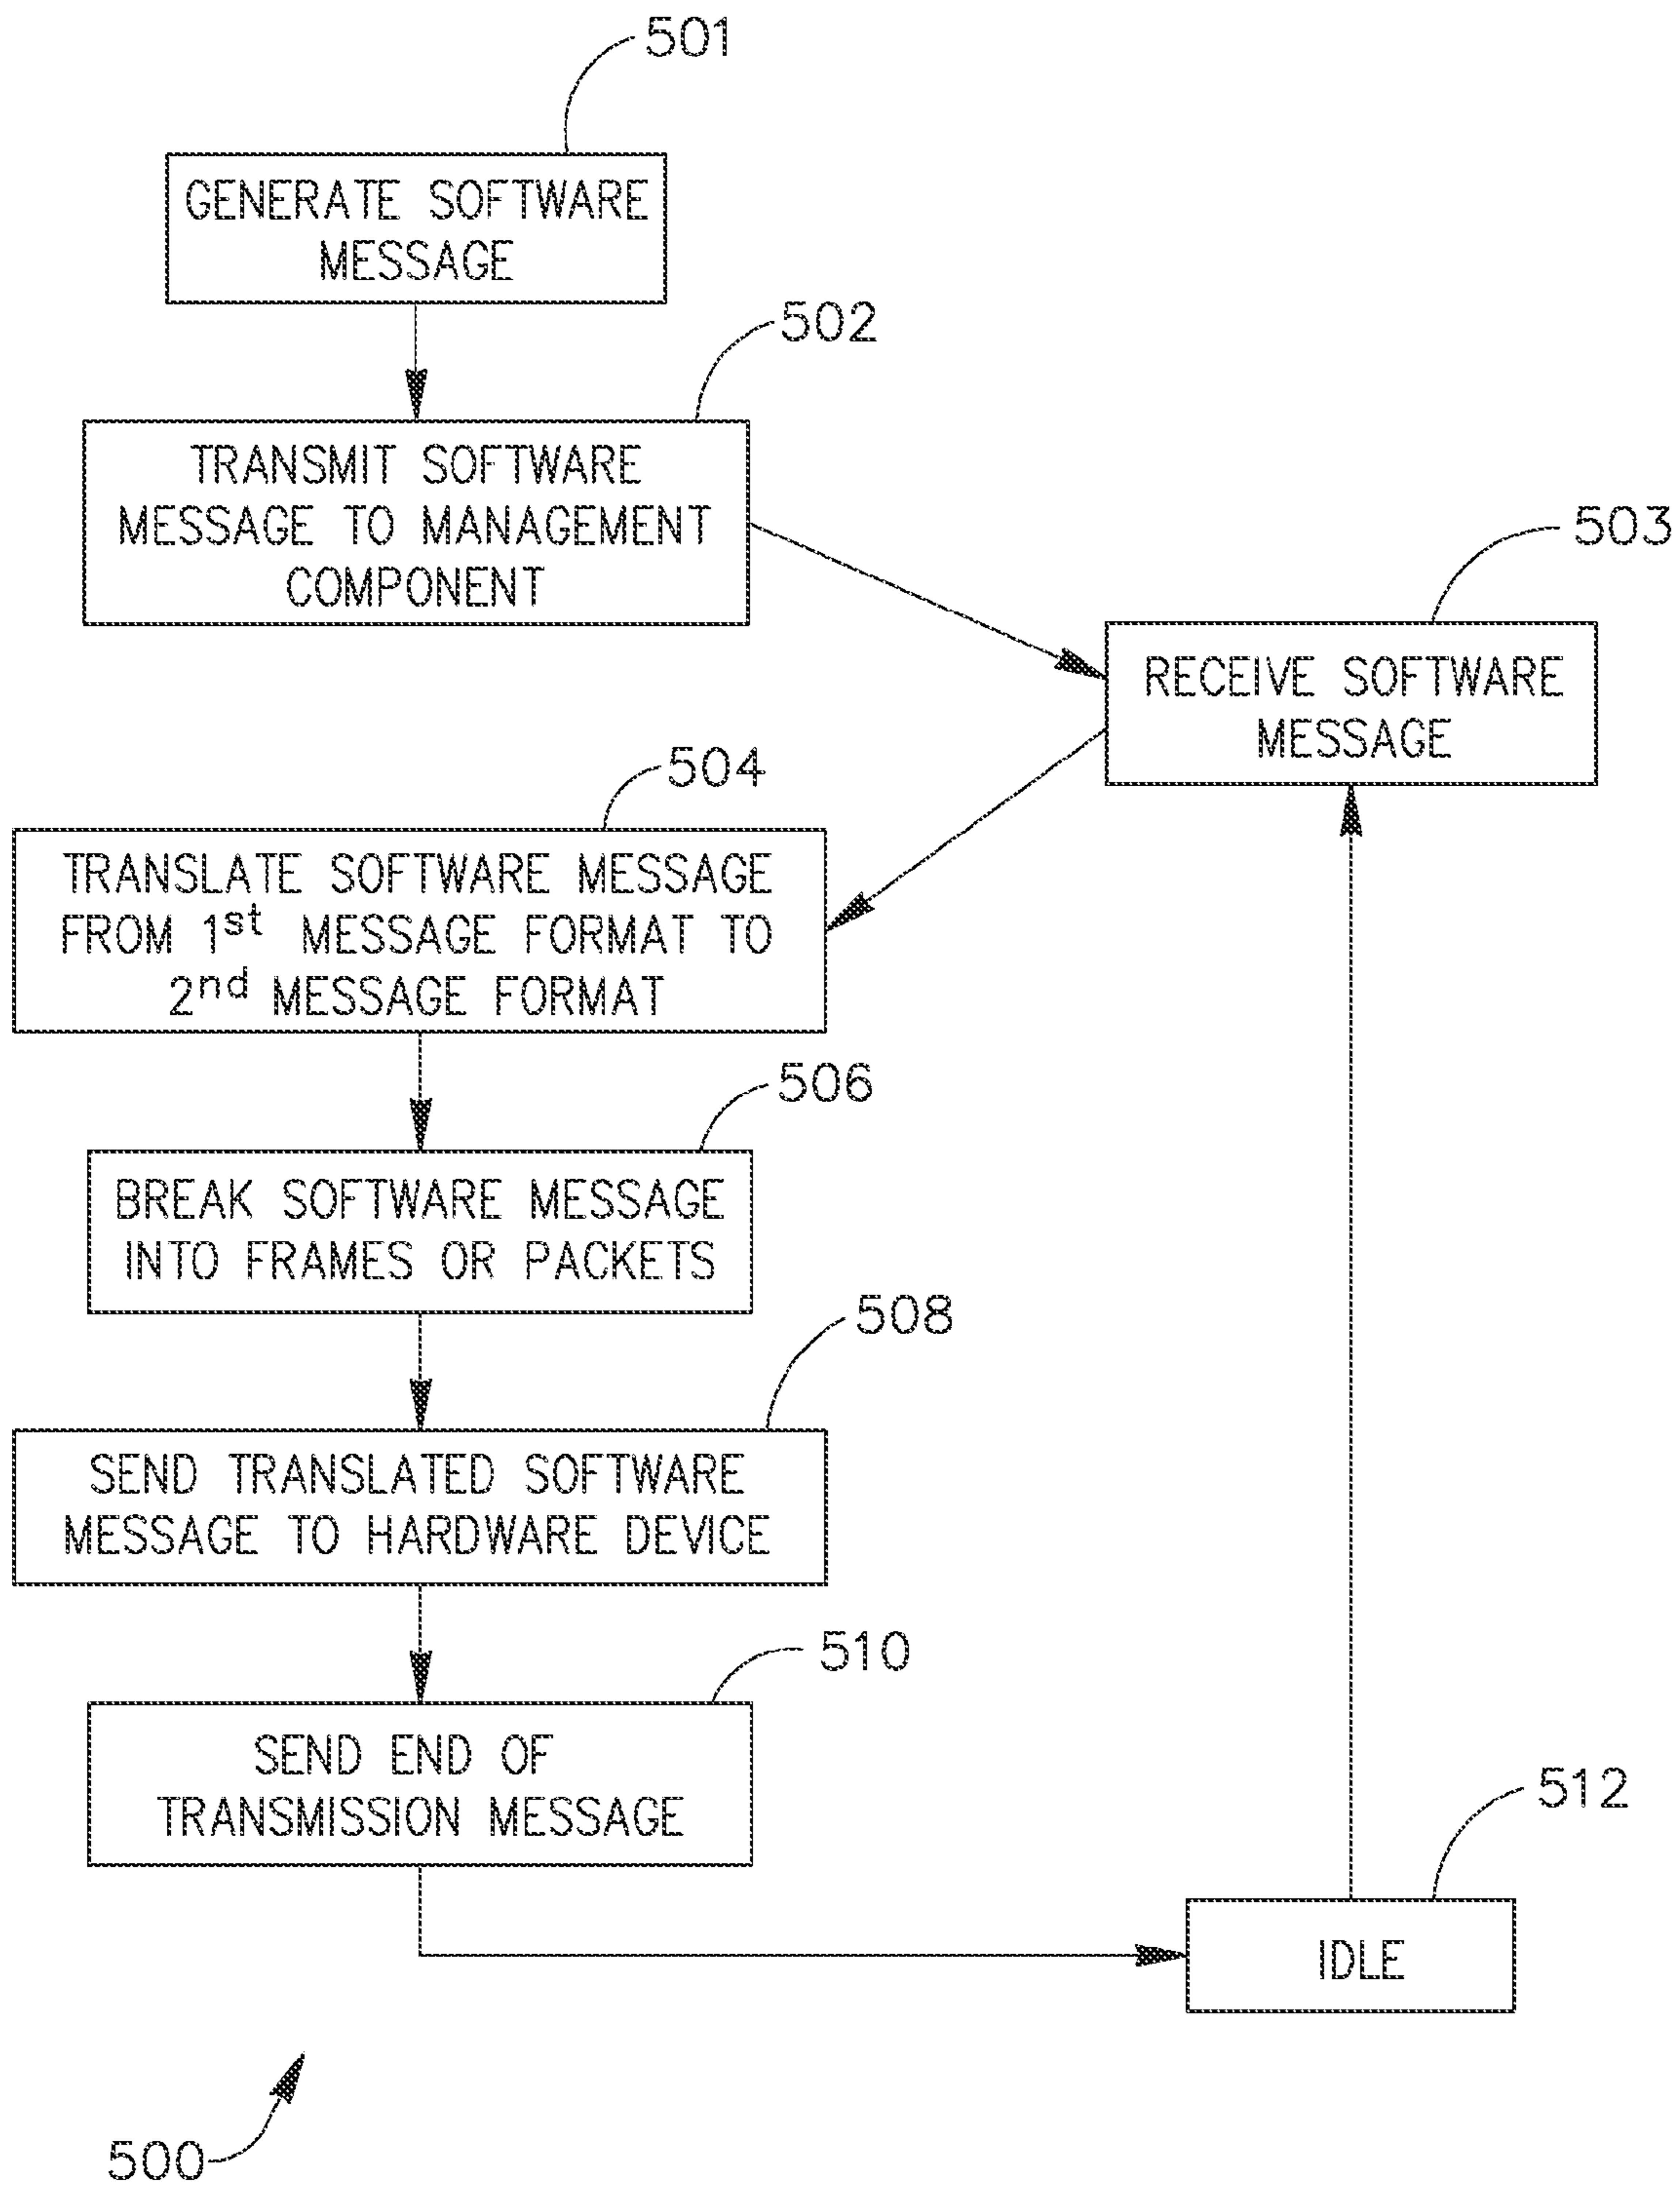 501
GENERATE SOFTWARE
MESSAGE
502
TRANSMIT SOFTWARE
MESSAGE TO MANAGEMENT
COMPONENT
503
RECEIVE SOFTWARE
MESSAGE
504
TRANSLATE SOFTWARE MESSAGE
FROM 1st MESSAGE FORMAT TO
2nd MESSAGE FORMAT
506
BREAK SOFTWARE MESSAGE
INTO FRAMES OR PACKETS
508
SEND TRANSLATED SOFTWARE
MESSAGE TO HARDWARE DEVICE
510
SEND END OF
TRANSMISSION MESSAGE
512
IDLE
500